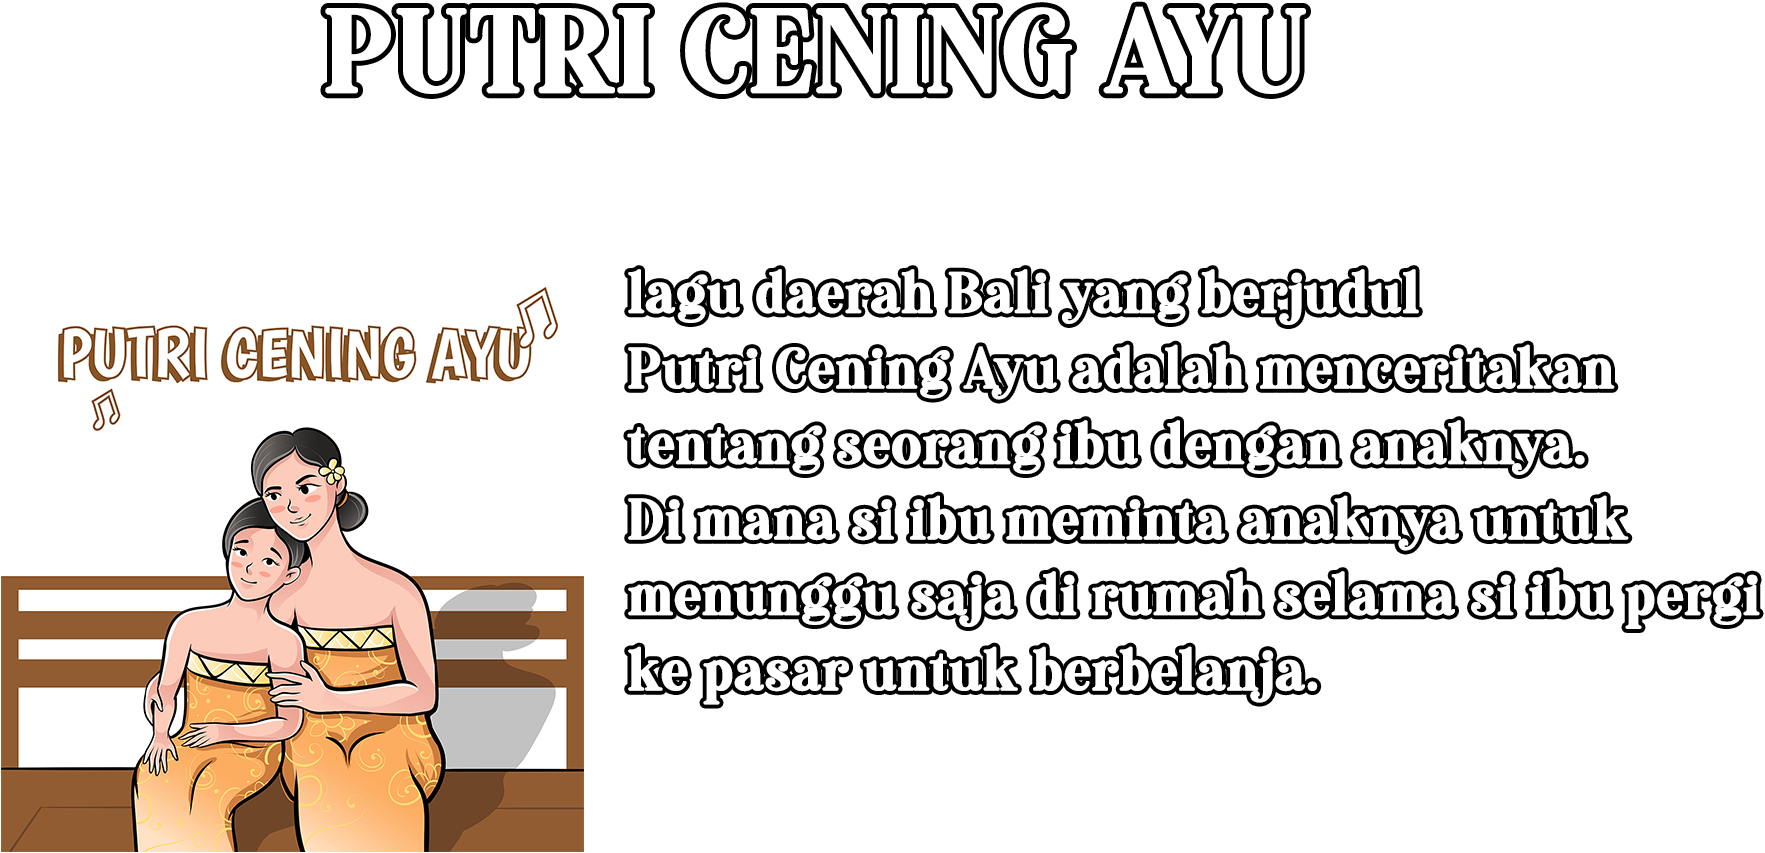 PUTRI CENING AYU
PUTRI CENING AYU
lagu daerah Bali yang berjudul
Putri Cening Ayu adalah menceritakan
tentang seorang ibu dengan anaknya.
Di mana si ibu meminta anaknya untuk
menunggu saja di rumah selama si ibu pergi
ke pasar untuk berbelanja.